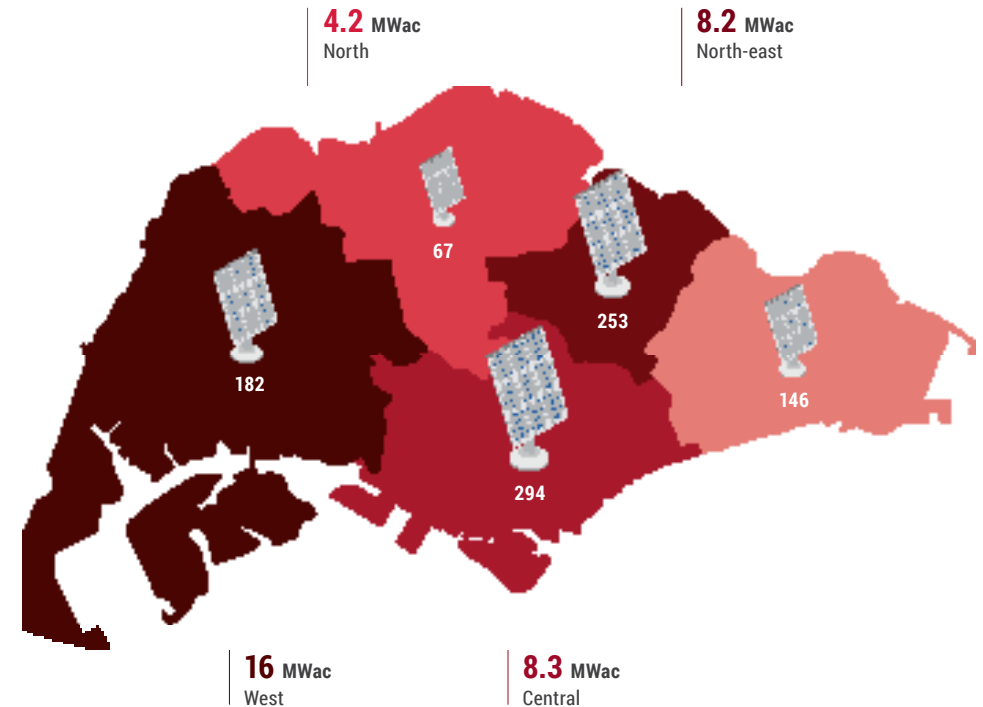 4.2 MWac
North
8.2 MWac
North-east
67
253
182
146
294
16 MWac
West
8.3 MWac
Central